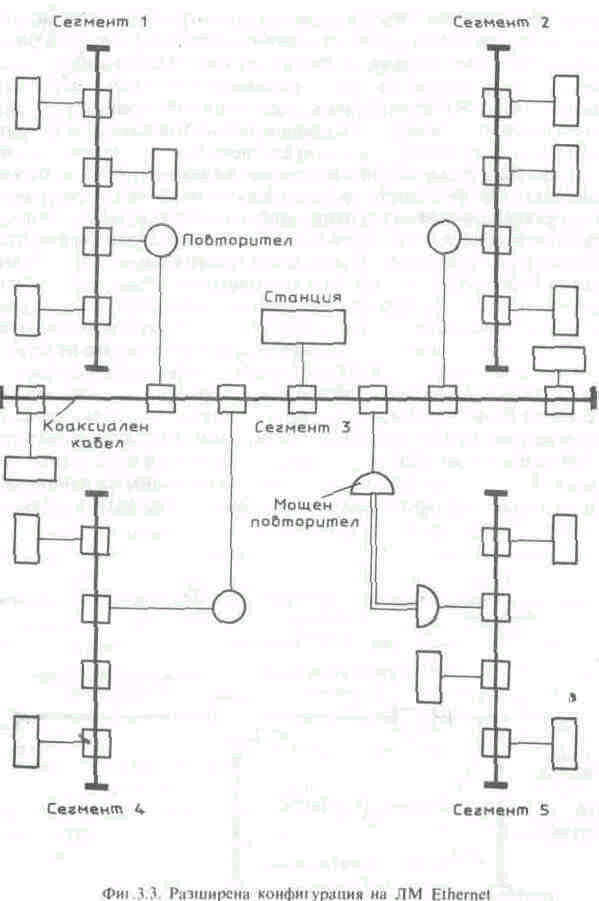 Сегмент 1
Сегмент 2
Повторител
Станция
Коаксиален
кабел
Сегмент 3
Мощен
повторител
Сегмент 4
Сегмент 5
Фиг.3.3. Разширена конфигурация на ЛМ Ethernet